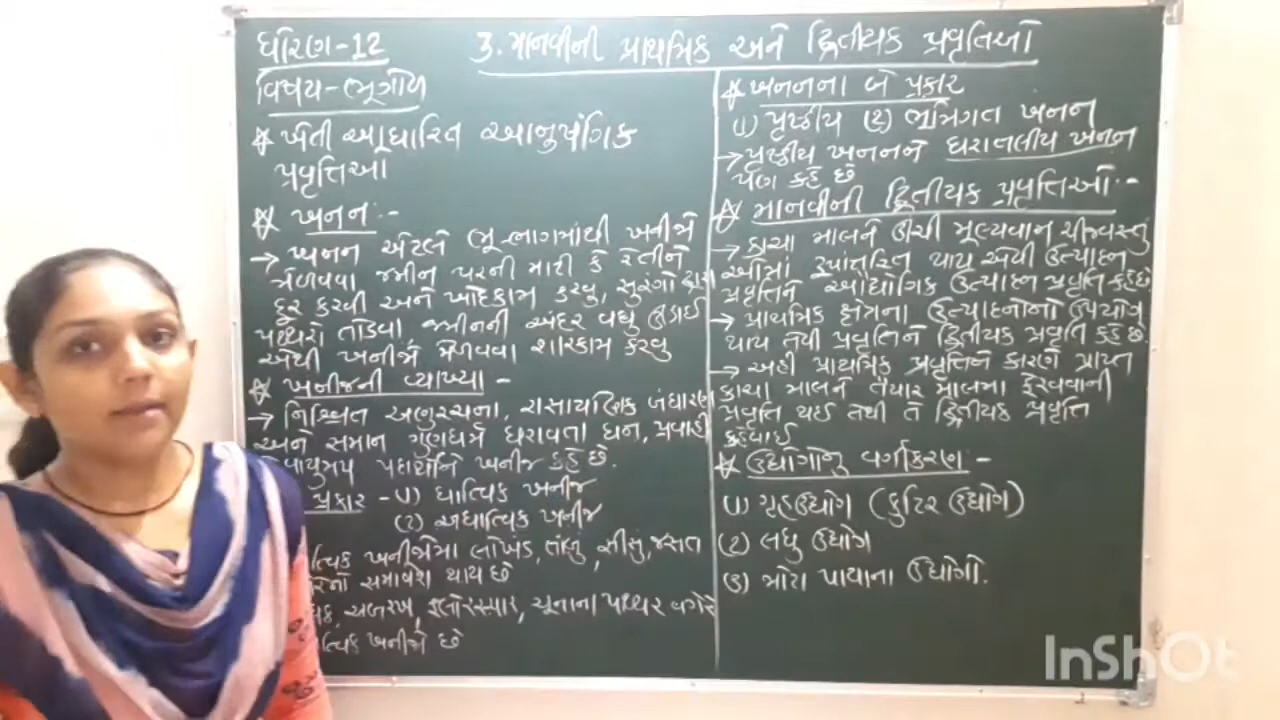 ધોરણ-12
3. માનવીની પ્રાથમિક અને દ્વિતીયક પ્રવૃતિઓ
વિષય-ભૂગોળ
* ખેતી આધારિત આનુષંગિક
પ્રવૃત્તિઓ
* ખનન :-
→ ખનન એટલે ભૂ-ભાગમાંથી ખનીજો
મેળવવા જમીન પરની માટી કે રેતીને
દૂર કરવી અને ખોદકામ કરવુ, સુરંગો દ્વારા
પથ્થરો તોડવા, જમીનની અંદર વધુ ઊંડાઈ
એથી ખનીજો મેળવવા શારકામ કરવુ
* ખનીજની વ્યાખ્યા -
→ નિશ્ચિત અણુરચના, રાસાયણિક બંધારણ
અને સમાન ગુણધર્મ ધરાવતા ઘન, પ્રવાહી
વાયુમય પદાર્થોને ખનીજ કહે છે.
પ્રકાર - (1) ધાત્વિક ખનીજ
(2) અધાત્વિક ખનીજ
ખનીજોમા લોખંડ, તાંબુ, સીસુ, જસત
સમાવેશ થાય છે
અબરખ, ફ્લોરસ્પાર, ચૂનાના પથ્થર વગેરે
ખનીજો છે
* ખનનના બે પ્રકાર
(1) પૃષ્ઠીય (2) ભૂમિગત ખનન
→ પૃષ્ઠીય ખનનને ધરાતલીય ખનન
પણ કહે છે
* માનવીની દ્વિતીયક પ્રવૃત્તિઓ :-
→ કાચા માલને ઊંચી મૂલ્યવાન ચીજવસ્તુ
ઓમાં રૂપાંતરિત થાય એવી ઉત્પાદન
પ્રવૃત્તિને ઔદ્યોગિક ઉત્પાદન પ્રવૃતિ કહે છે
→ પ્રાથમિક ક્ષેત્રના ઉત્પાદનોનો ઉપયોગ
થાય તેવી પ્રવૃતિને દ્વિતીયક પ્રવૃતિ કહે છે.
→ અહી પ્રાથમિક પ્રવૃતિને કારણે પ્રાપ્ત
કાચા માલને તૈયાર માલમા ફેરવવાની
પ્રવૃતિ થઈ તેથી તે દ્વિતીયક પ્રવૃત્તિ
કહેવાઈ
* ઉદ્યોગોનુ વર્ગીકરણ -
(1) ગૃહઉદ્યોગ (કુટિર ઉદ્યોગ)
(2) લઘુ ઉદ્યોગ
(3) મોટા પાયાના ઉદ્યોગો.
InShOt